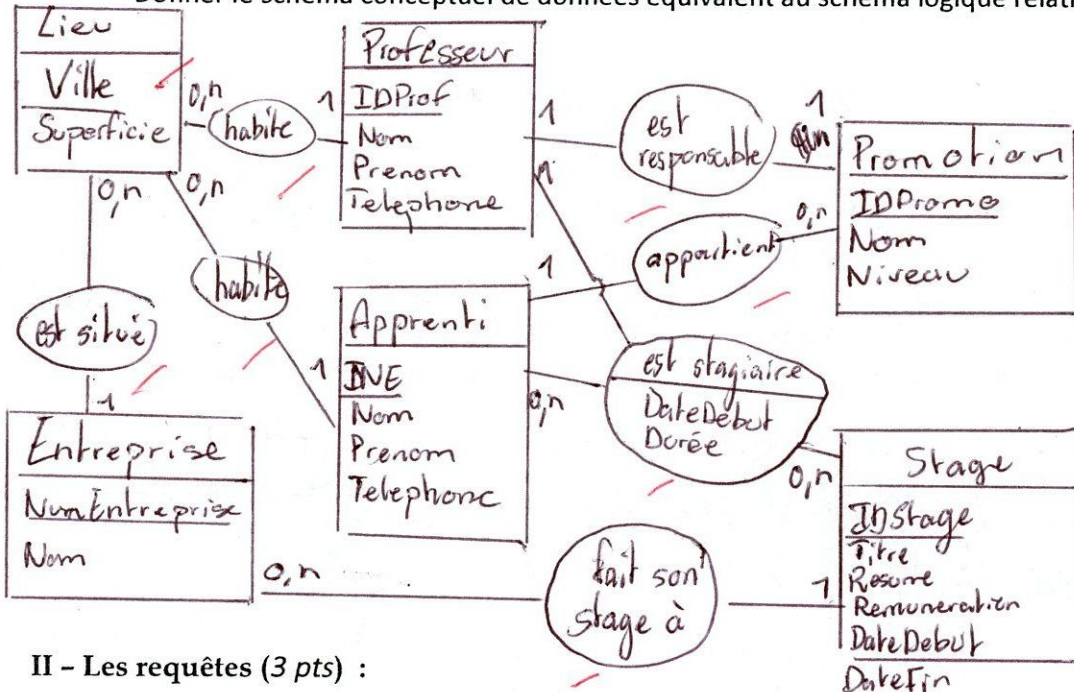 Donner le schéma conceptuel de données équivalent au schéma logique
Lieu
Ville
Superficie
0,n
habite
1
Professeur
IDProf
Nom
Prenom
Telephone
1
est
responsable
1
Promotion
IDPromo
Nom
Niveau
0,n
appartient
1
1
0,n
0,n
habite
1
est situé
1
Apprenti
INE
Nom
Prenom
Telephone
0,n
est stagiaire
DateDébut
Durée
0,n
Entreprise
NumEntreprise
Nom
0,n
fait son
stage à
1
Stage
IDStage
Titre
Resume
Remuneration
DateDebut
DateFin
II – Les requêtes (3 pts) :